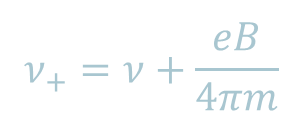 ν₊ = ν + eB/4πm